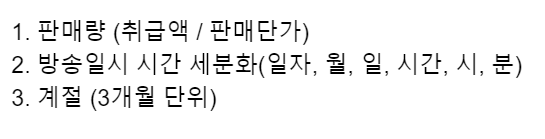 1. 판매량 (취급액 / 판매단가)
2. 방송일시 시간 세분화(일자, 월, 일, 시간, 시, 분)
3. 계절 (3개월 단위)